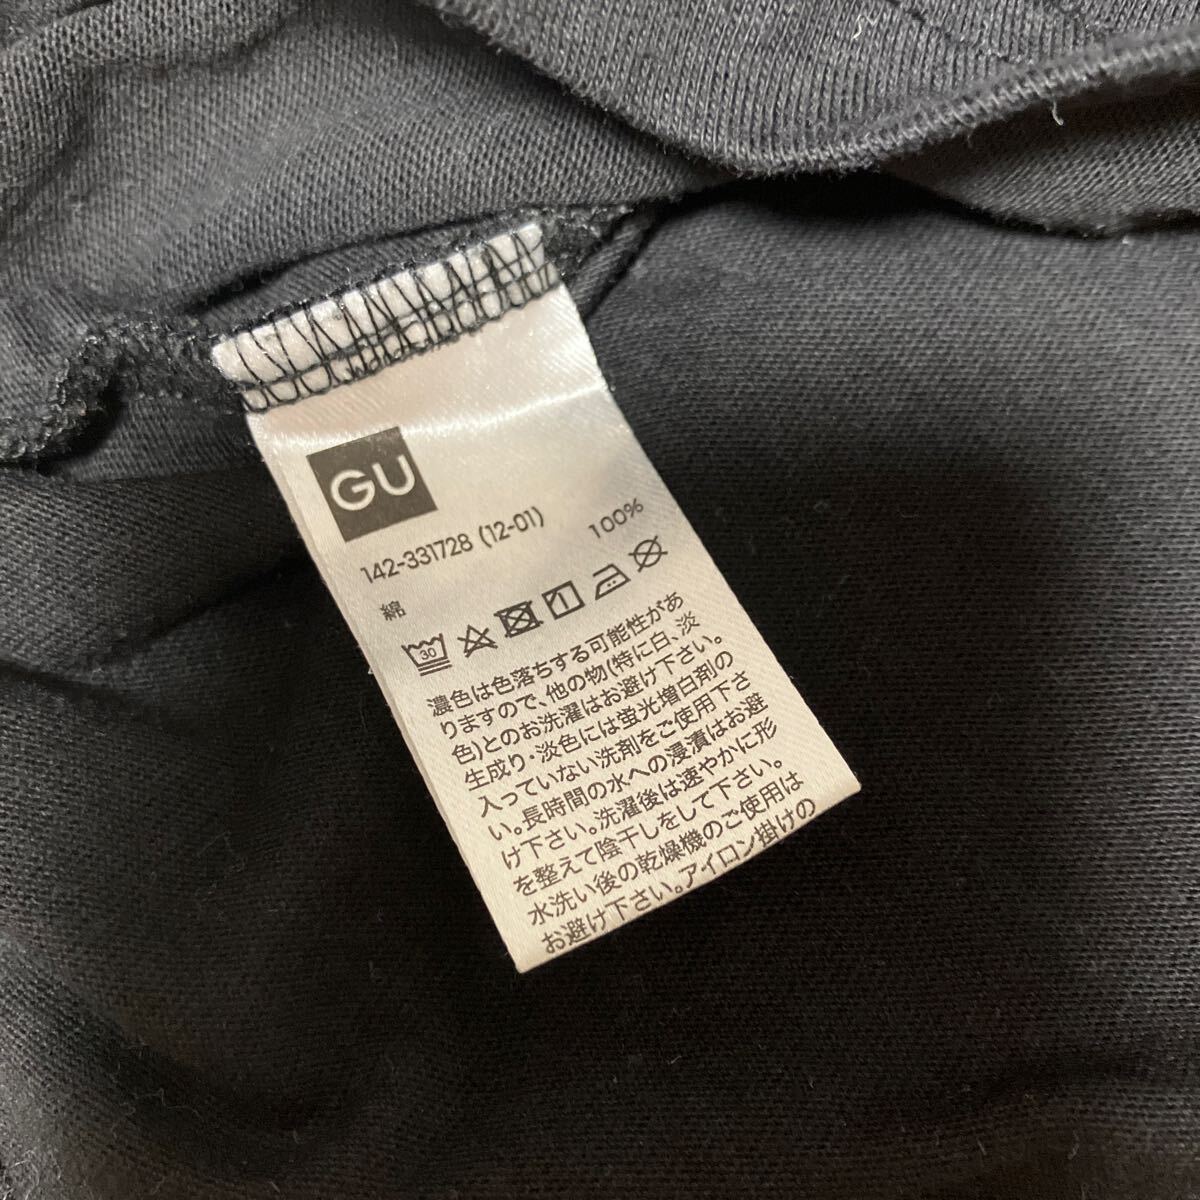 GU
142-331728 (12-01)
綿 100%
30
濃色は色落ちする可能性があ
りますので、他の物(特に白、淡
色)とのお洗濯はお避け下さい。
生成り・淡色には蛍光増白剤の
入っていない洗剤をご使用下さ
い。長時間の水への浸漬はお避
け下さい。洗濯後は速やかに形
を整えて陰干しをして下さい。
水洗い後の乾燥機のご使用は
お避け下さい。アイロン掛けの